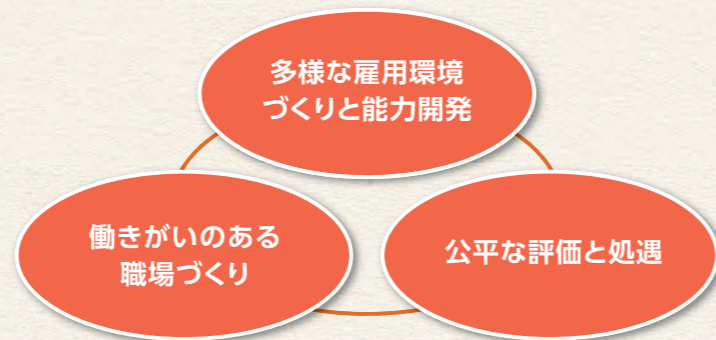 多様な雇用環境
づくりと能力開発
働きがいのある
職場づくり
公平な評価と処遇